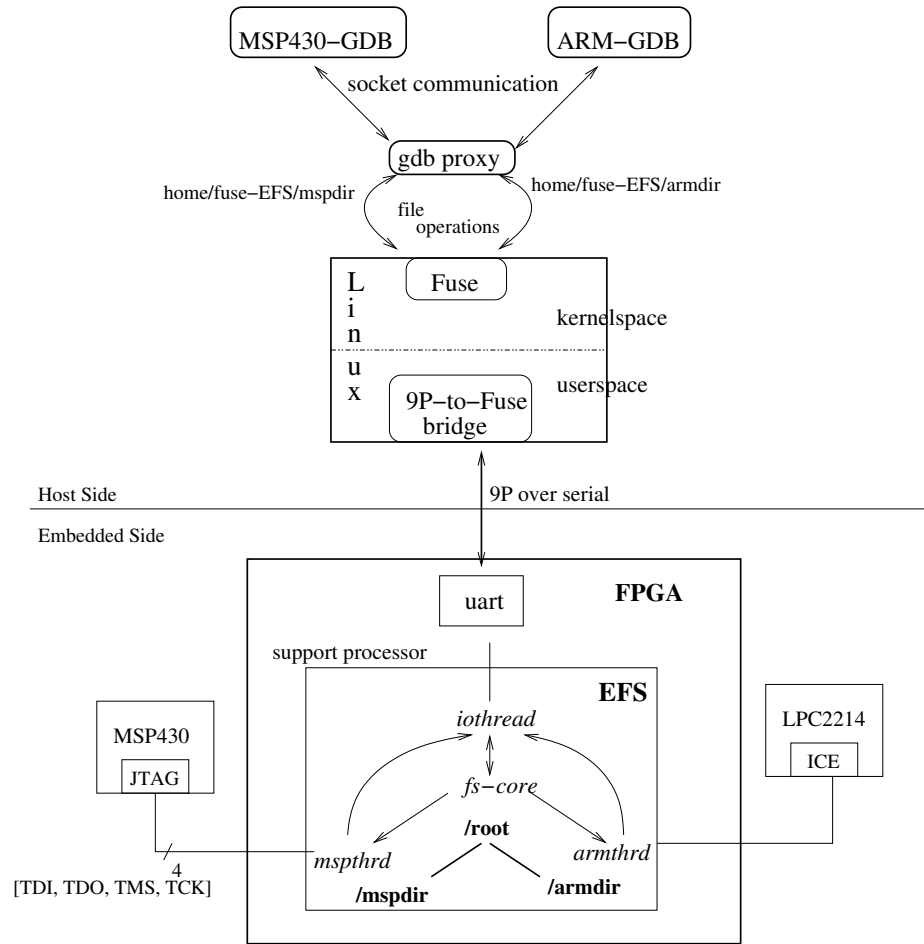 MSP430−GDB
ARM−GDB
socket communication
gdb proxy
home/fuse−EFS/mspdir
home/fuse−EFS/armdir
file
operations
L
i
n
u
x
Fuse
kernelspace
userspace
9P−to−Fuse
bridge
Host Side
9P over serial
Embedded Side
FPGA
uart
support processor
EFS
MSP430
JTAG
LPC2214
ICE
iothread
fs−core
/root
mspthrd
armthrd
/mspdir
/armdir
4
[TDI, TDO, TMS, TCK]